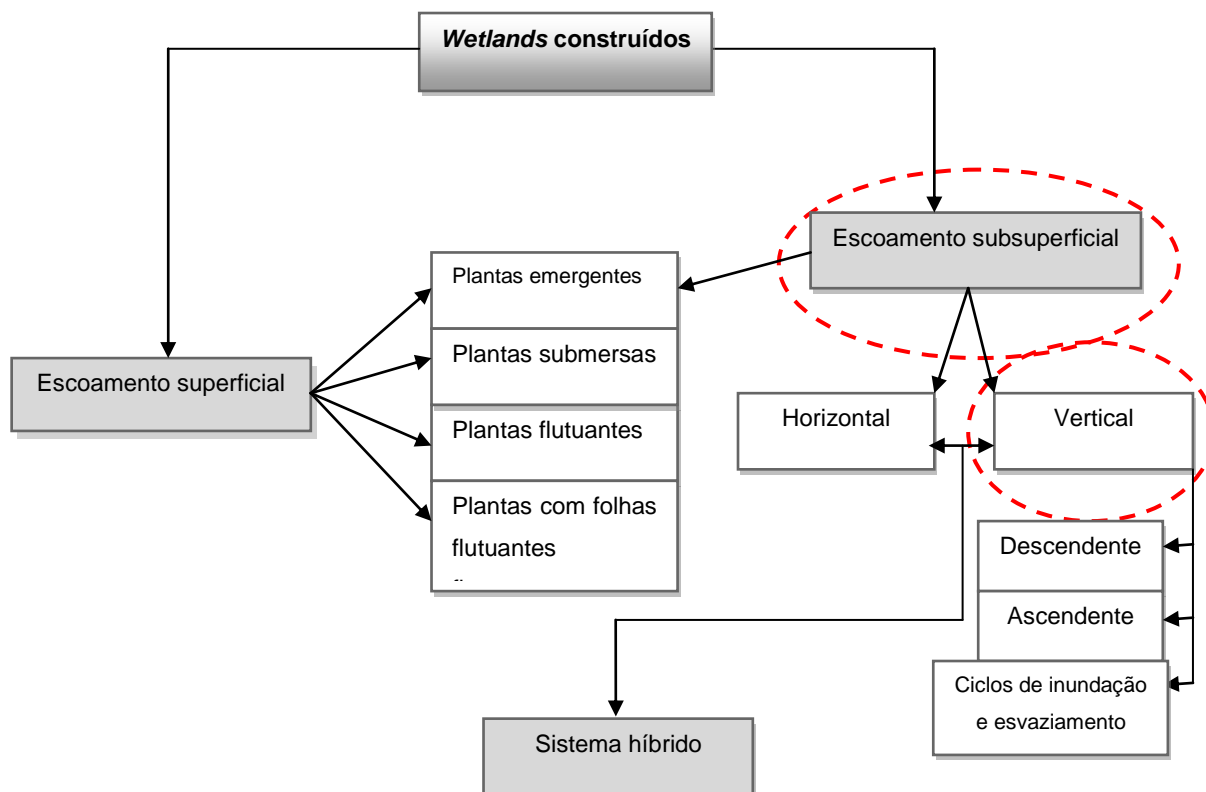 Wetlands construídos
Escoamento subsuperficial
Plantas emergentes
Plantas submersas
Escoamento superficial
Plantas flutuantes
Horizontal
Vertical
Plantas com folhas
flutuantes
Descendente
Ascendente
Ciclos de inundação
e esvaziamento
Sistema híbrido